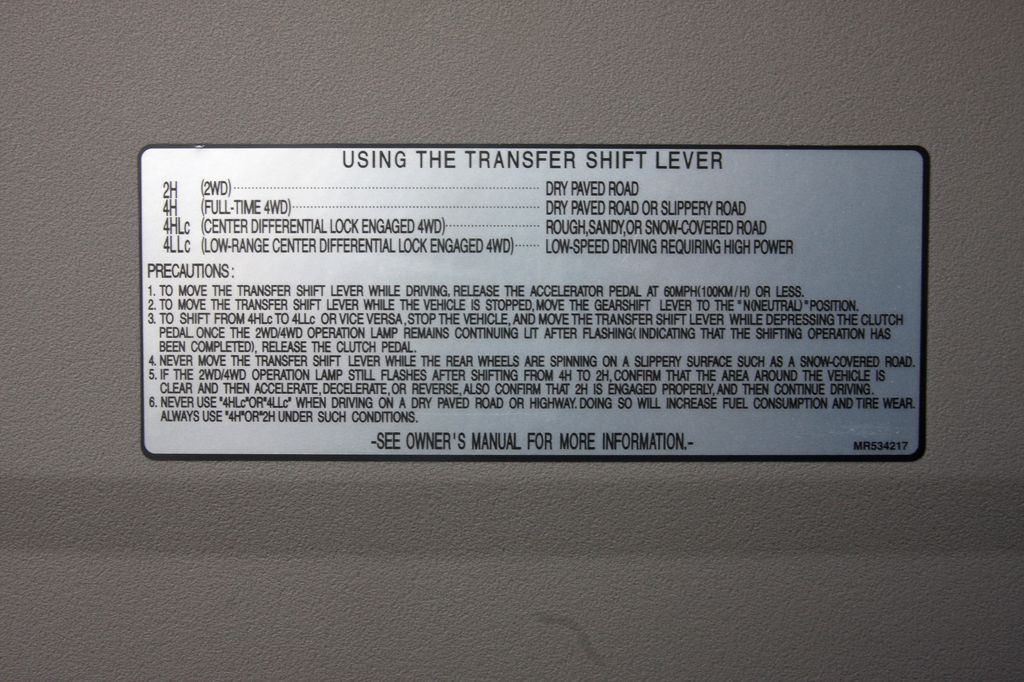 USING THE TRANSFER SHIFT LEVER
2H (2WD) DRY PAVED ROAD
4H (FULL-TIME 4WD) DRY PAVED ROAD OR SLIPPERY ROAD
4HLc (CENTER DIFFERENTIAL LOCK ENGAGED 4WD) ROUGH,SANDY,OR SNOW-COVERED ROAD
4LLc (LOW-RANGE CENTER DIFFERENTIAL LOCK ENGAGED 4WD) LOW-SPEED DRIVING REQUIRING HIGH POWER
PRECAUTIONS:
1. TO MOVE THE TRANSFER SHIFT LEVER WHILE DRIVING, RELEASE THE ACCELERATOR PEDAL AT 60MPH(100KM/H) OR LESS.
2. TO MOVE THE TRANSFER SHIFT LEVER WHILE THE VEHICLE IS STOPPED,MOVE THE GEARSHIFT LEVER TO THE "N(NEUTRAL)"POSITION.
3. TO SHIFT FROM 4HLc TO 4LLc OR VICE VERSA,STOP THE VEHICLE, AND MOVE THE TRANSFER SHIFT LEVER WHILE DEPRESSING THE CLUTCH
PEDAL. ONCE THE 2WD/4WD OPERATION LAMP REMAINS CONTINUING LIT AFTER FLASHING(INDICATING THAT THE SHIFTING OPERATION HAS
BEEN COMPLETED), RELEASE THE CLUTCH PEDAL.
4. NEVER MOVE THE TRANSFER SHIFT LEVER WHILE THE REAR WHEELS ARE SPINNING ON A SLIPPERY SURFACE SUCH AS A SNOW-COVERED ROAD.
5. IF THE 2WD/4WD OPERATION LAMP STILL FLASHES AFTER SHIFTING FROM 4H TO 2H,CONFIRM THAT THE AREA AROUND THE VEHICLE IS
CLEAR AND THEN ACCELERATE,DECELERATE,OR REVERSE,ALSO CONFIRM THAT 2H IS ENGAGED PROPERLY,AND THEN CONTINUE DRIVING.
6. NEVER USE "4HLc"OR"4LLc" WHEN DRIVING ON A DRY PAVED ROAD OR HIGHWAY.DOING SO WILL INCREASE FUEL CONSUMPTION AND TIRE WEAR.
ALWAYS USE "4H"OR"2H UNDER SUCH CONDITIONS.
-SEE OWNER'S MANUAL FOR MORE INFORMATION.-
MR534217